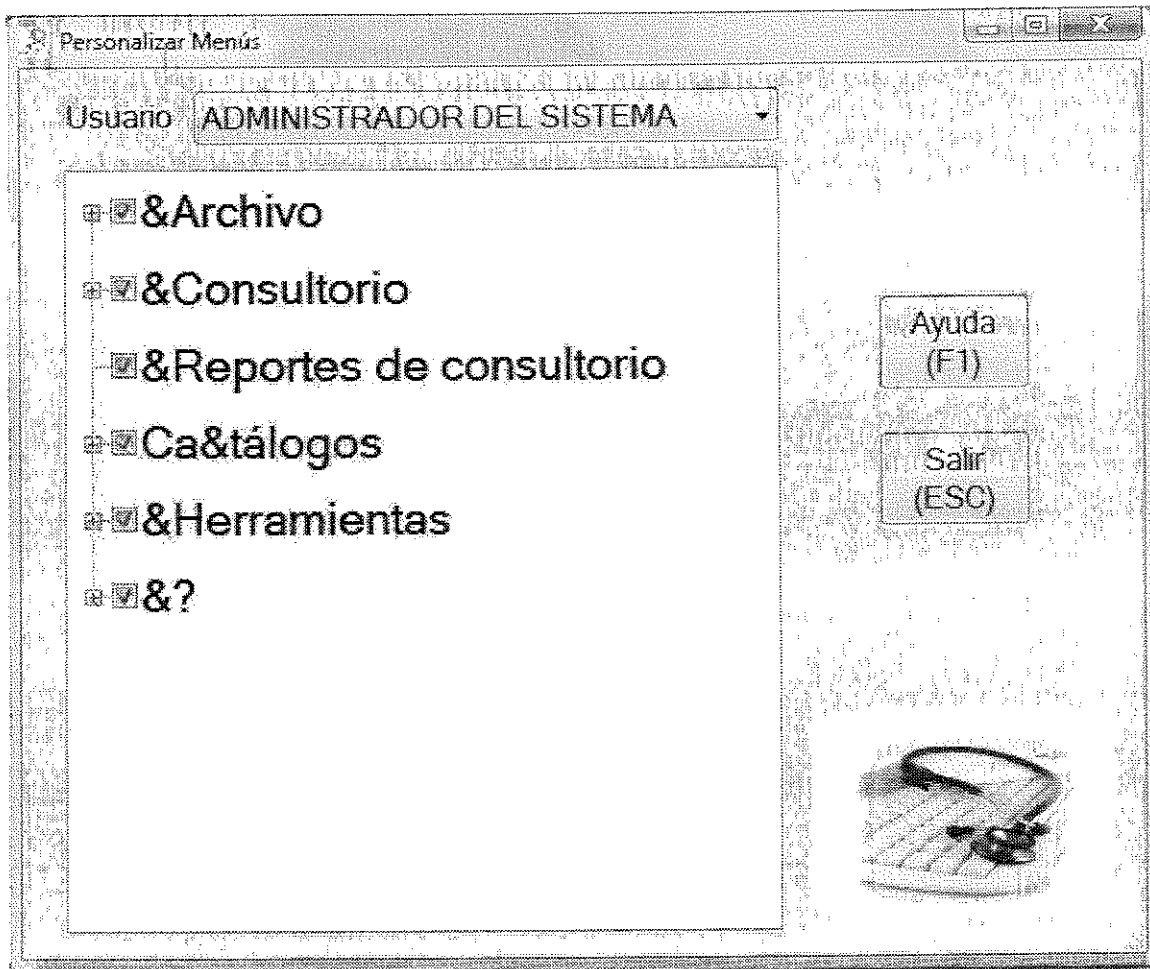 Personalizar Menús
Usuario ADMINISTRADOR DEL SISTEMA
&Archivo
&Consultorio
&Reportes de consultorio
Ca&tálogos
&Herramientas
&?
Ayuda
(F1)
Salir
(ESC)